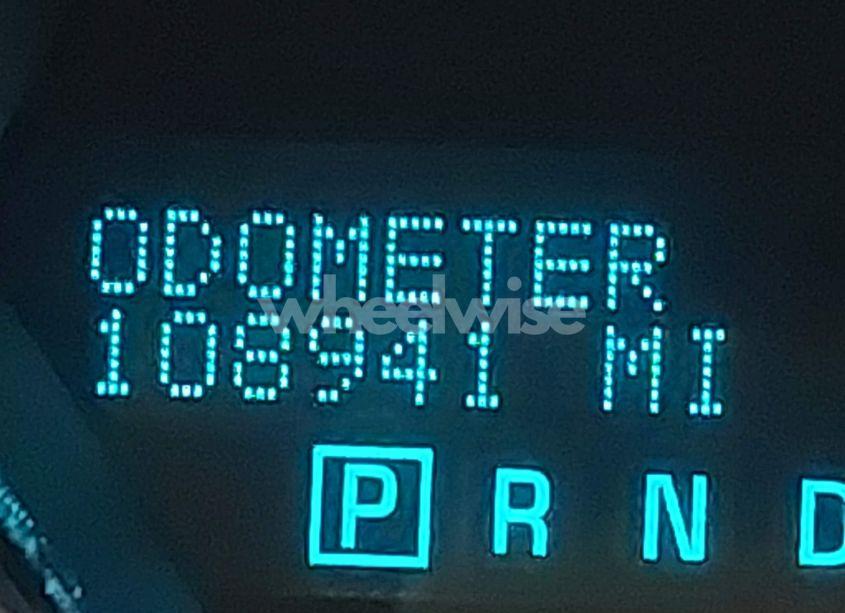 ODOMETER
wheelwise
108941 MI
P R N D